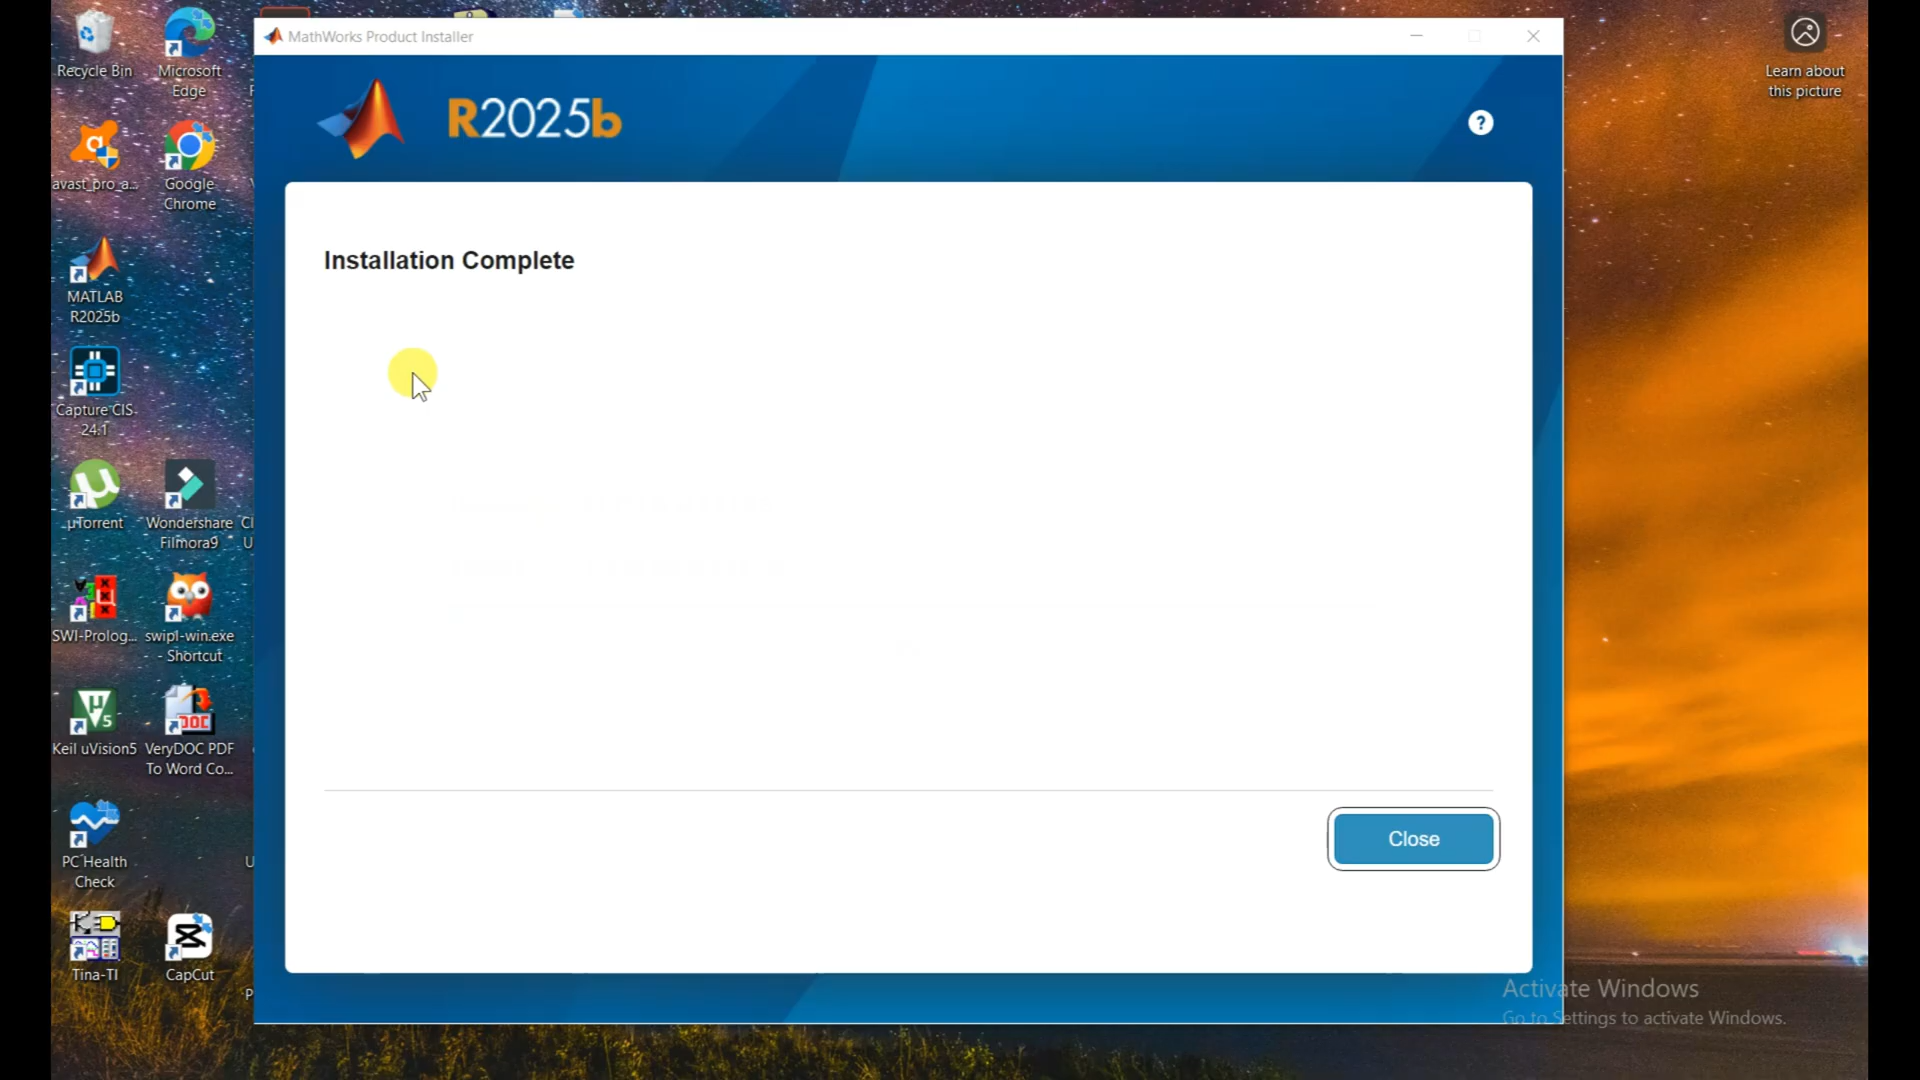 MathWorks Product Installer
R2025b
?
Installation Complete
Close
Recycle Bin
Microsoft
Edge
avast_pro_a...
Google
Chrome
MATLAB
R2025b
Capture CIS
24.1
µTorrent
Wondershare
Filmora9
SWI-Prolog...
swipl-win.exe
- Shortcut
Keil uVision5
VeryDOC PDF
To Word Co...
PC Health
Check
Tina-TI
CapCut
Learn about
this picture
Activate Windows
Go to Settings to activate Windows.